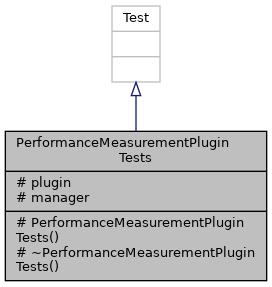 Test
PerformanceMeasurementPlugin
Tests
# plugin
# manager
# PerformanceMeasurementPlugin
Tests()
# ~PerformanceMeasurementPlugin
Tests()